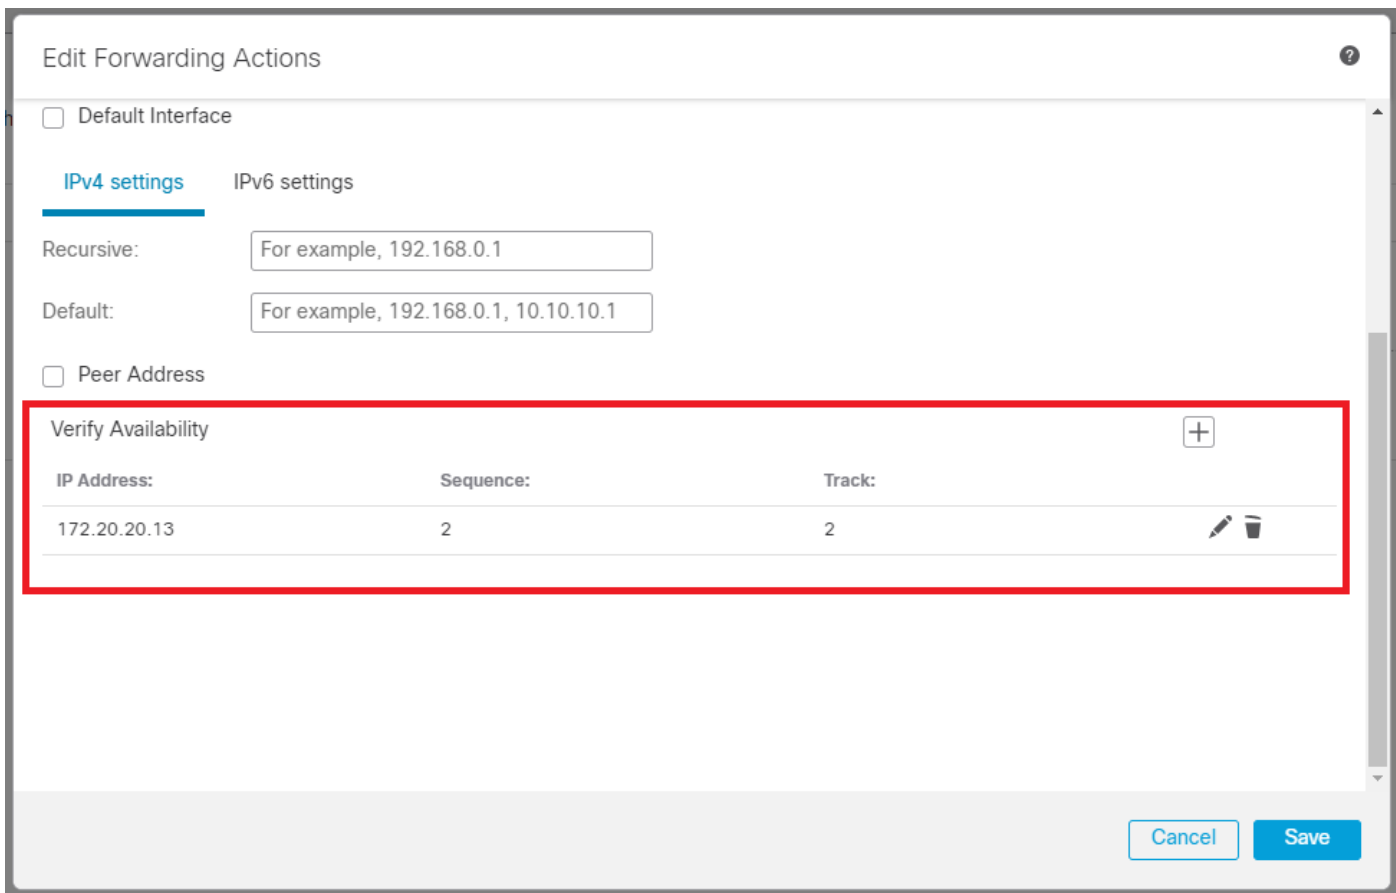 Edit Forwarding Actions
Default Interface
IPv4 settings IPv6 settings
Recursive: For example, 192.168.0.1
Default: For example, 192.168.0.1, 10.10.10.1
Peer Address
Verify Availability
IP Address: Sequence: Track:
172.20.20.13 2 2
Cancel Save